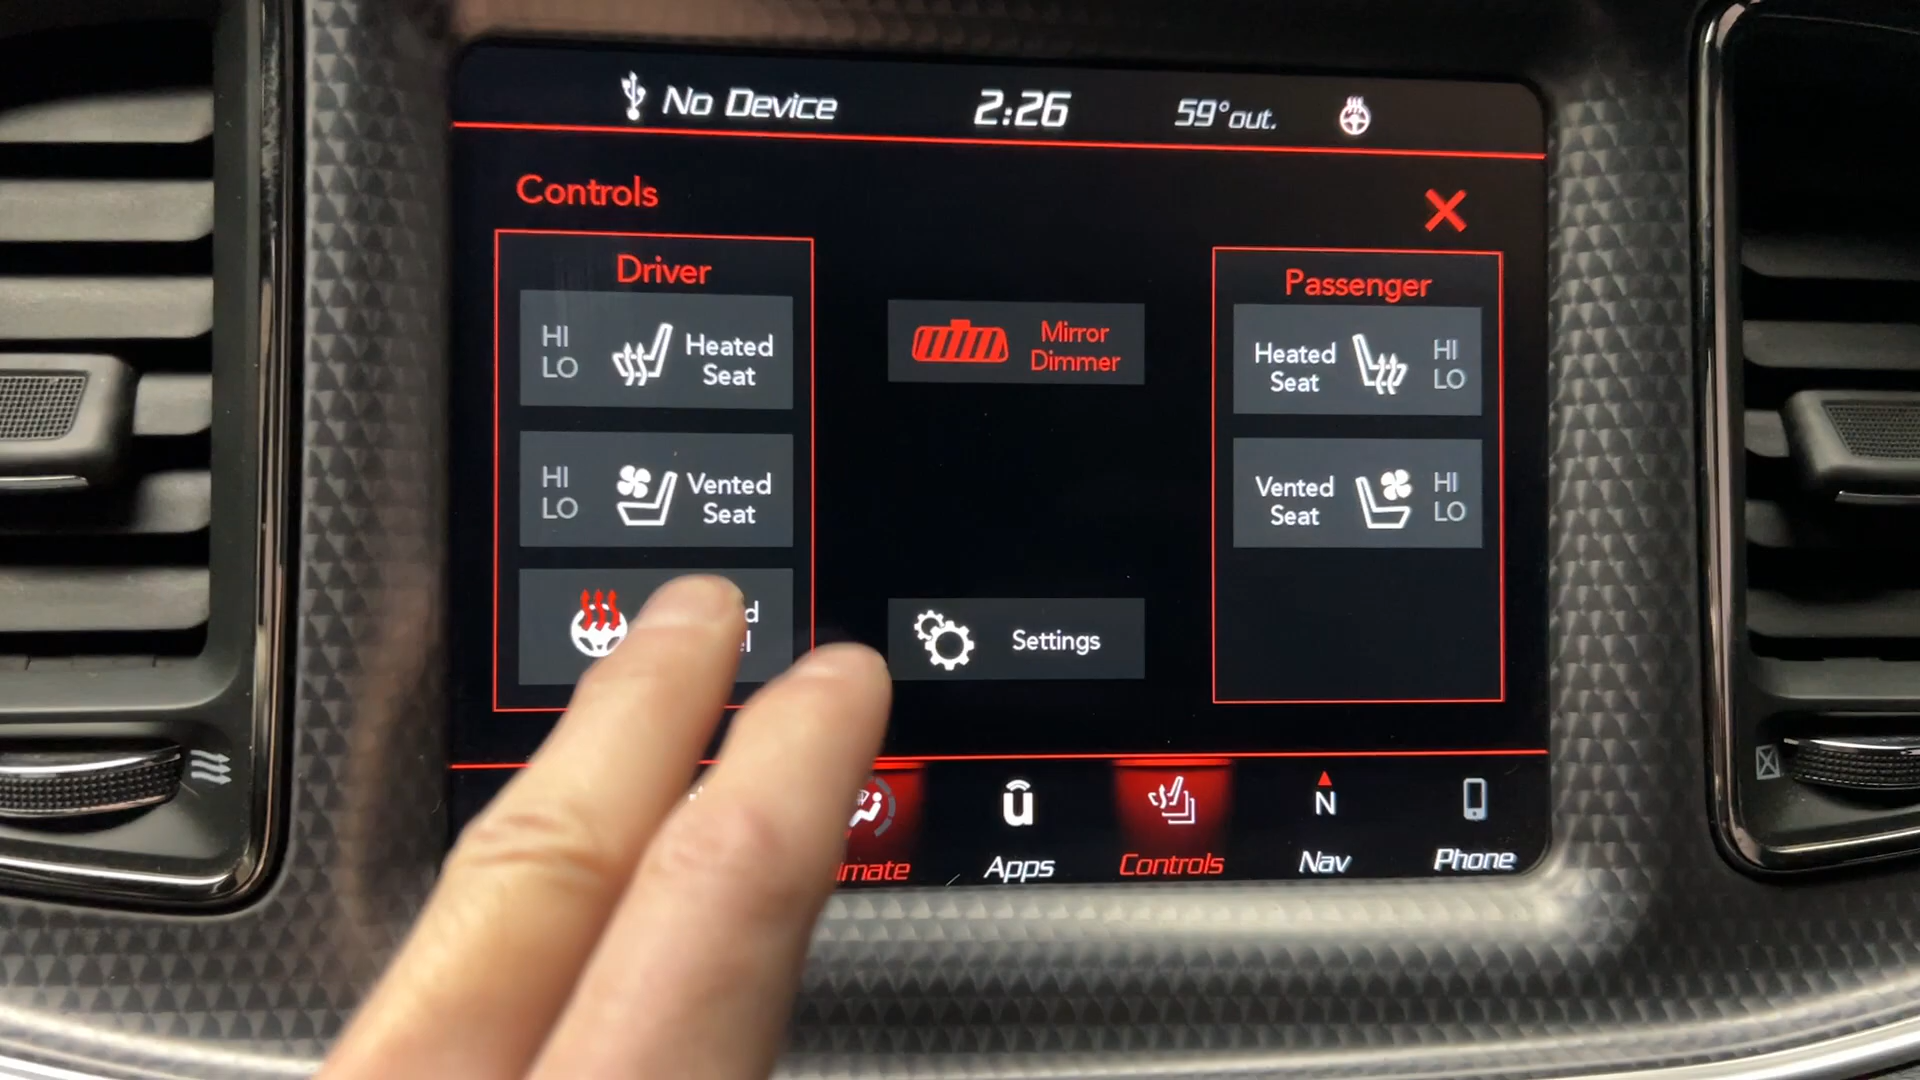 No Device
2:26
59° out.
Controls
Driver
Passenger
HI
LO
Heated
Seat
Mirror
Dimmer
Heated
Seat
HI
LO
HI
LO
Vented
Seat
Vented
Seat
HI
LO
Settings
Apps
Controls
N
Nav
Phone